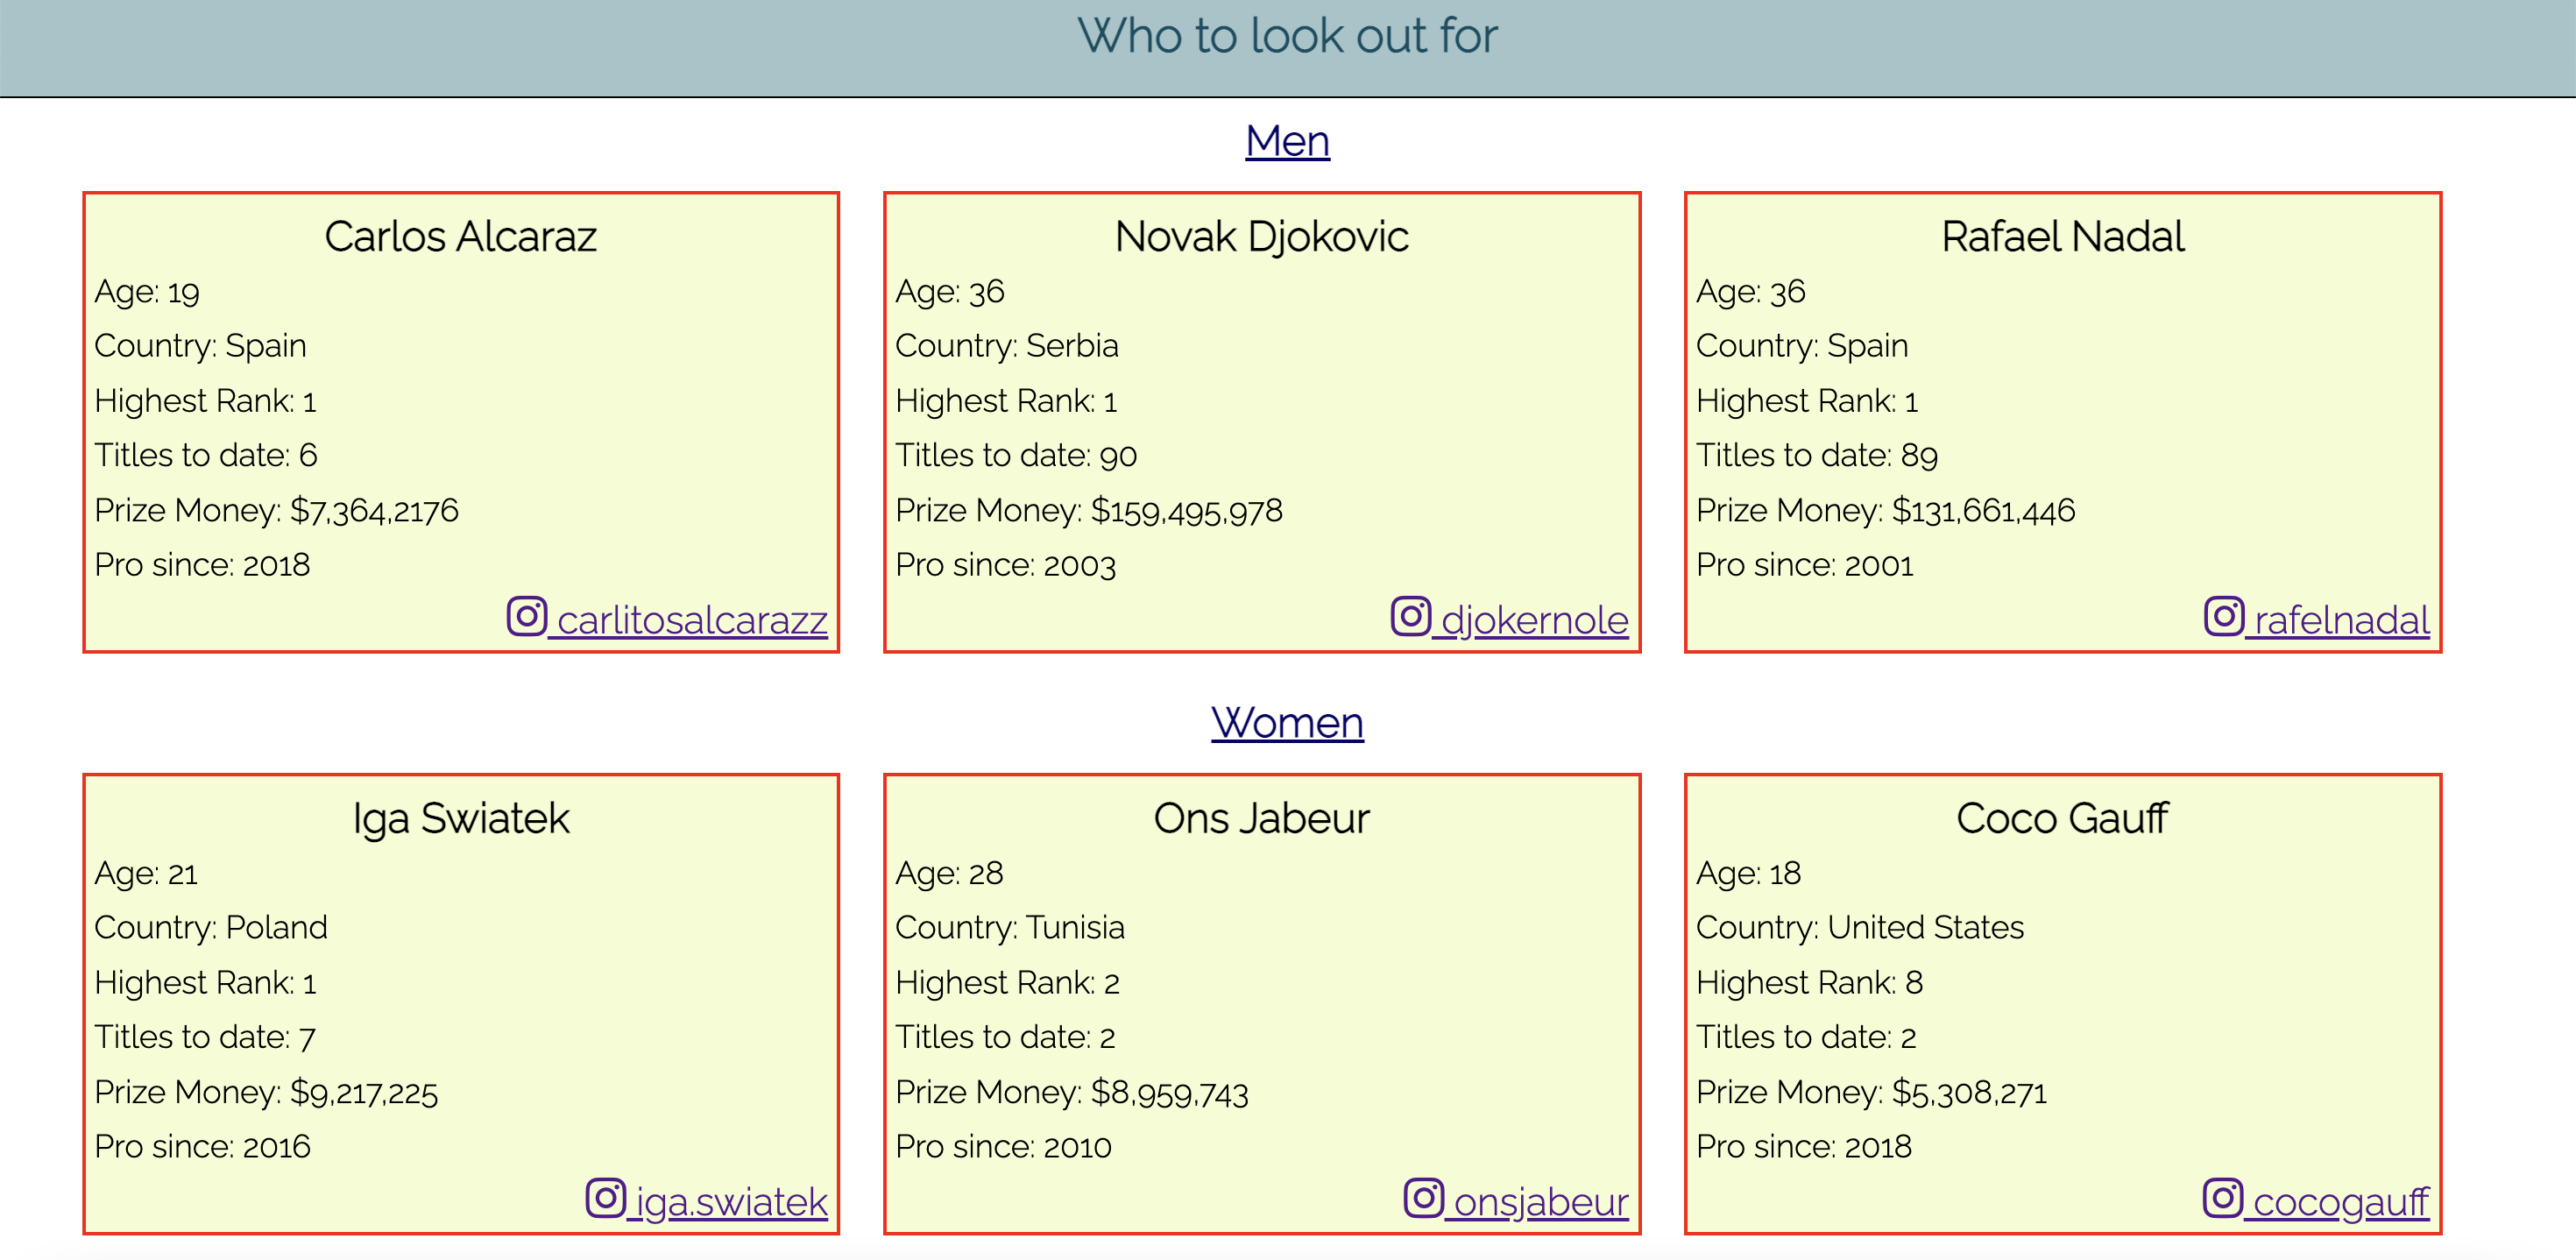 Who to look out for
Men
Carlos Alcaraz
Age: 19
Country: Spain
Highest Rank: 1
Titles to date: 6
Prize Money: $7,364,2176
Pro since: 2018
carlitosalcarazz
Novak Djokovic
Age: 36
Country: Serbia
Highest Rank: 1
Titles to date: 90
Prize Money: $159,495,978
Pro since: 2003
djokernole
Rafael Nadal
Age: 36
Country: Spain
Highest Rank: 1
Titles to date: 89
Prize Money: $131,661,446
Pro since: 2001
rafelnadal
Women
Iga Swiatek
Age: 21
Country: Poland
Highest Rank: 1
Titles to date: 7
Prize Money: $9,217,225
Pro since: 2016
iga.swiatek
Ons Jabeur
Age: 28
Country: Tunisia
Highest Rank: 2
Titles to date: 2
Prize Money: $8,959,743
Pro since: 2010
onsjabeur
Coco Gauff
Age: 18
Country: United States
Highest Rank: 8
Titles to date: 2
Prize Money: $5,308,271
Pro since: 2018
cocogauff